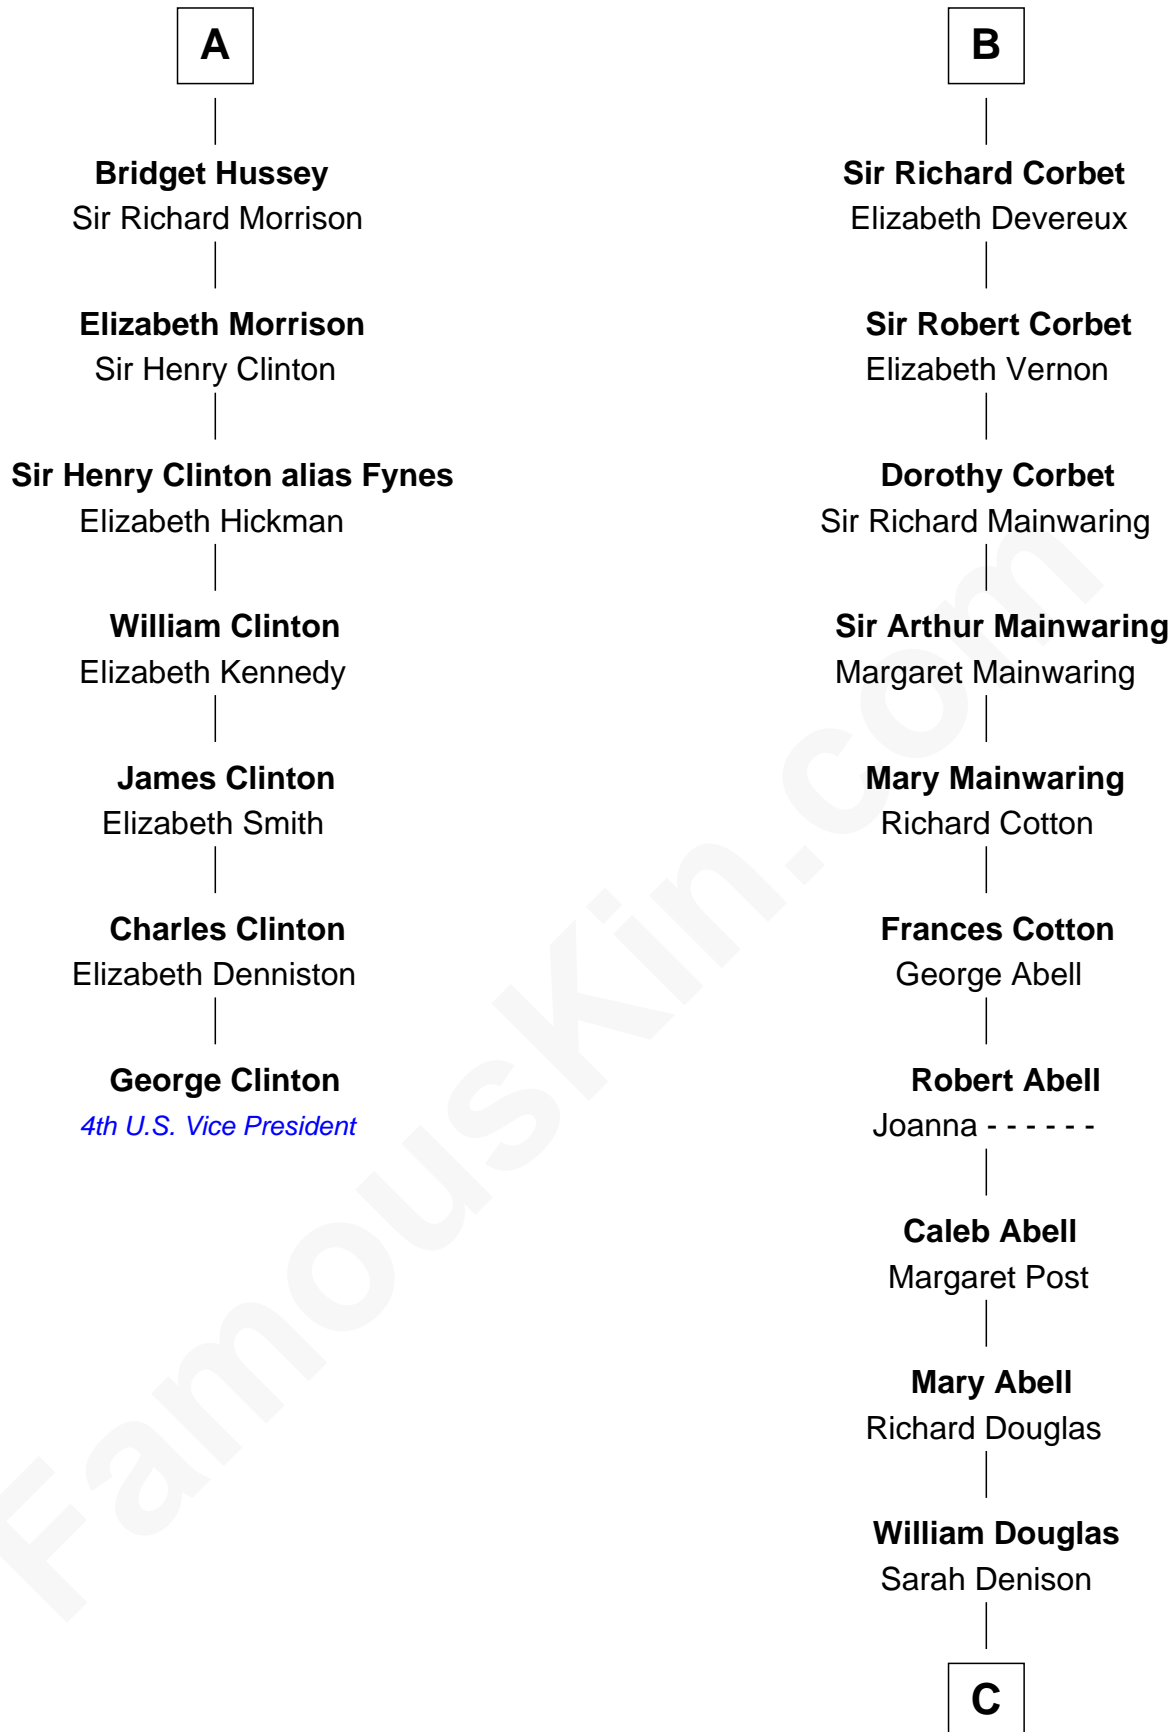 A
Bridget Hussey
Sir Richard Morrison
Elizabeth Morrison
Sir Henry Clinton
Sir Henry Clinton alias Fynes
Elizabeth Hickman
William Clinton
Elizabeth Kennedy
James Clinton
Elizabeth Smith
Charles Clinton
Elizabeth Denniston
George Clinton
4th U.S. Vice President
B
Sir Richard Corbet
Elizabeth Devereux
Sir Robert Corbet
Elizabeth Vernon
Dorothy Corbet
Sir Richard Mainwaring
Sir Arthur Mainwaring
Margaret Mainwaring
Mary Mainwaring
Richard Cotton
Frances Cotton
George Abell
Robert Abell
Joanna - - - - - -
Caleb Abell
Margaret Post
Mary Abell
Richard Douglas
William Douglas
Sarah Denison
C
FamousKin.com